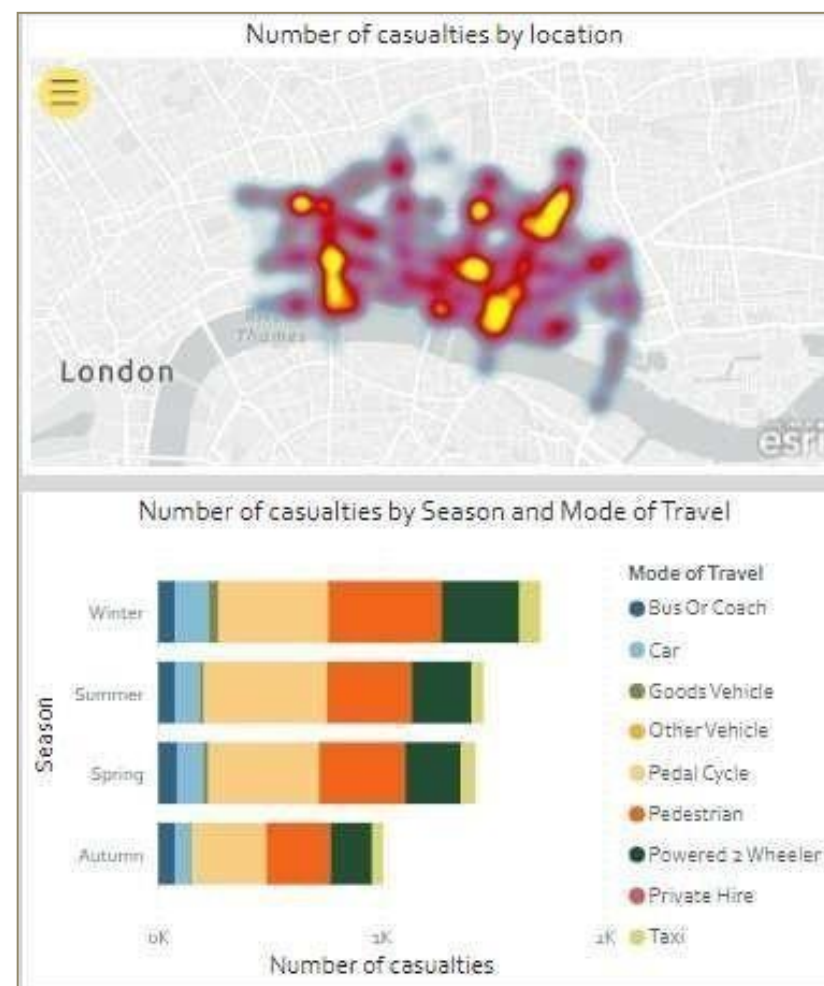 Number of casualties by location
Thames
London
esri
Number of casualties by Season and Mode of Travel
Mode of Travel
Winter
Bus Or Coach
Car
Summer
Goods Vehicle
Other Vehicle
Season
Spring
Pedal Cycle
Pedestrian
Autumn
Powered 2 Wheeler
Private Hire
0K
1K
2K
Taxi
Number of casualties